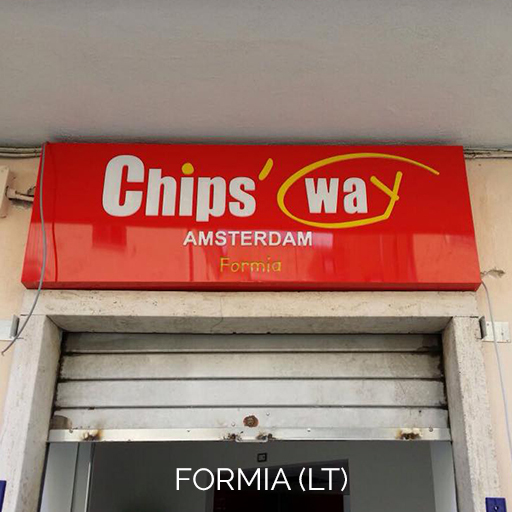 Chips' way
AMSTERDAM
Formia
FORMIA (LT)